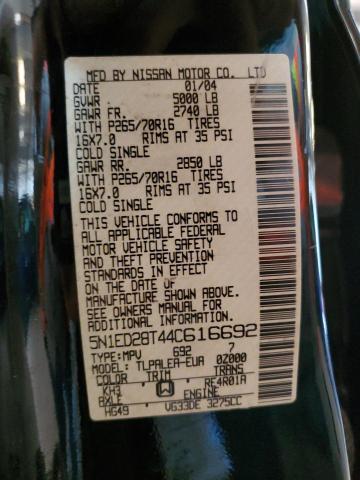 MFD BY NISSAN MOTOR CO. LTD
DATE 01/04
GVWR 5000 LB
GAWR FR. 2740 LB
WITH P265/70R16 TIRES
16X7.0 RIMS AT 35 PSI
COLD SINGLE
GAWR RR. 2850 LB
WITH P265/70R16 TIRES
16X7.0 RIMS AT 35 PSI
COLD SINGLE
THIS VEHICLE CONFORMS TO
ALL APPLICABLE FEDERAL
MOTOR VEHICLE SAFETY
AND THEFT PREVENTION
STANDARDS IN EFFECT
ON THE DATE OF
MANUFACTURE SHOWN ABOVE.
SEE OWNERS MANUAL FOR
ADDITIONAL INFORMATION.
5N1ED28T44C616692
TYPE:MPV 692 7
MODEL: TLPALEA-EUA 0Z000
COLOR TRIM TRANS
KH3 W RE4R01A
AXLE ENGINE
HG49 VG33DE 3275CC